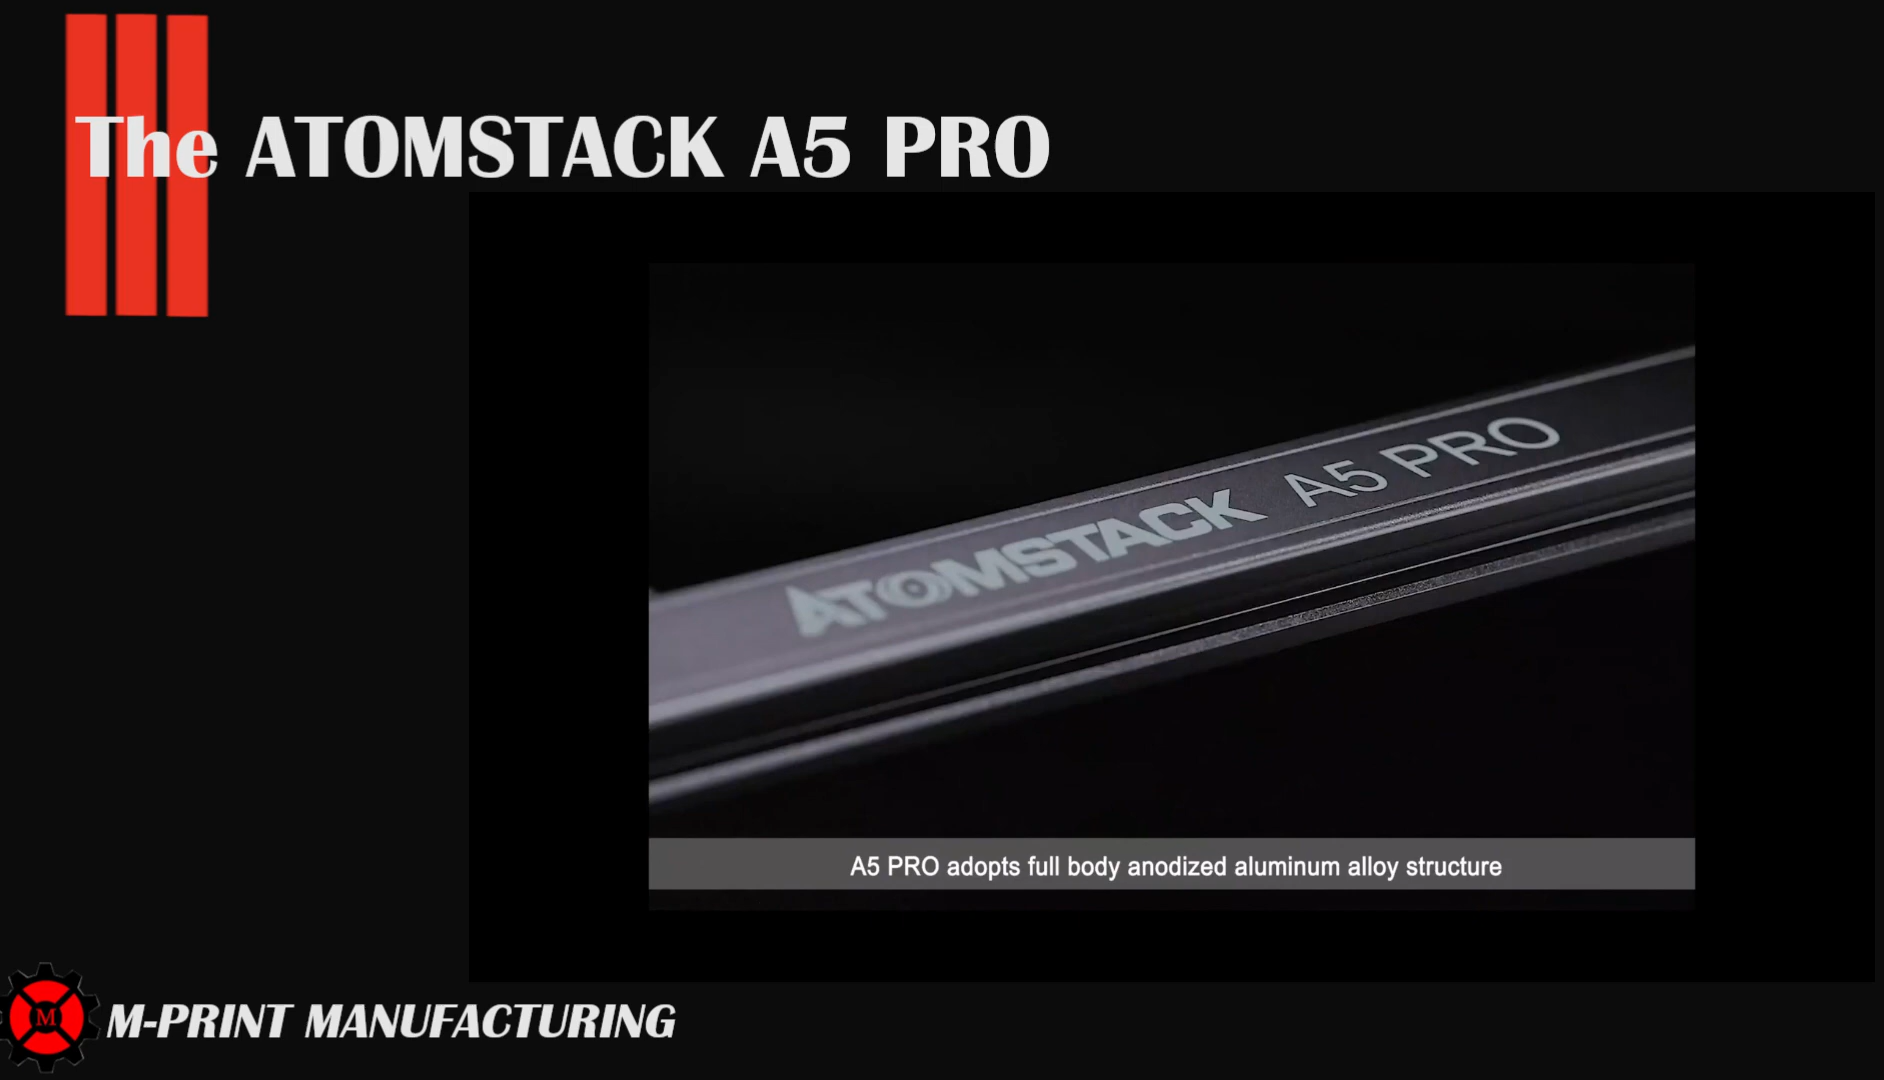 The ATOMSTACK A5 PRO
ATOMSTACK A5 PRO
A5 PRO adopts full body anodized aluminum alloy structure
M
M-PRINT MANUFACTURING